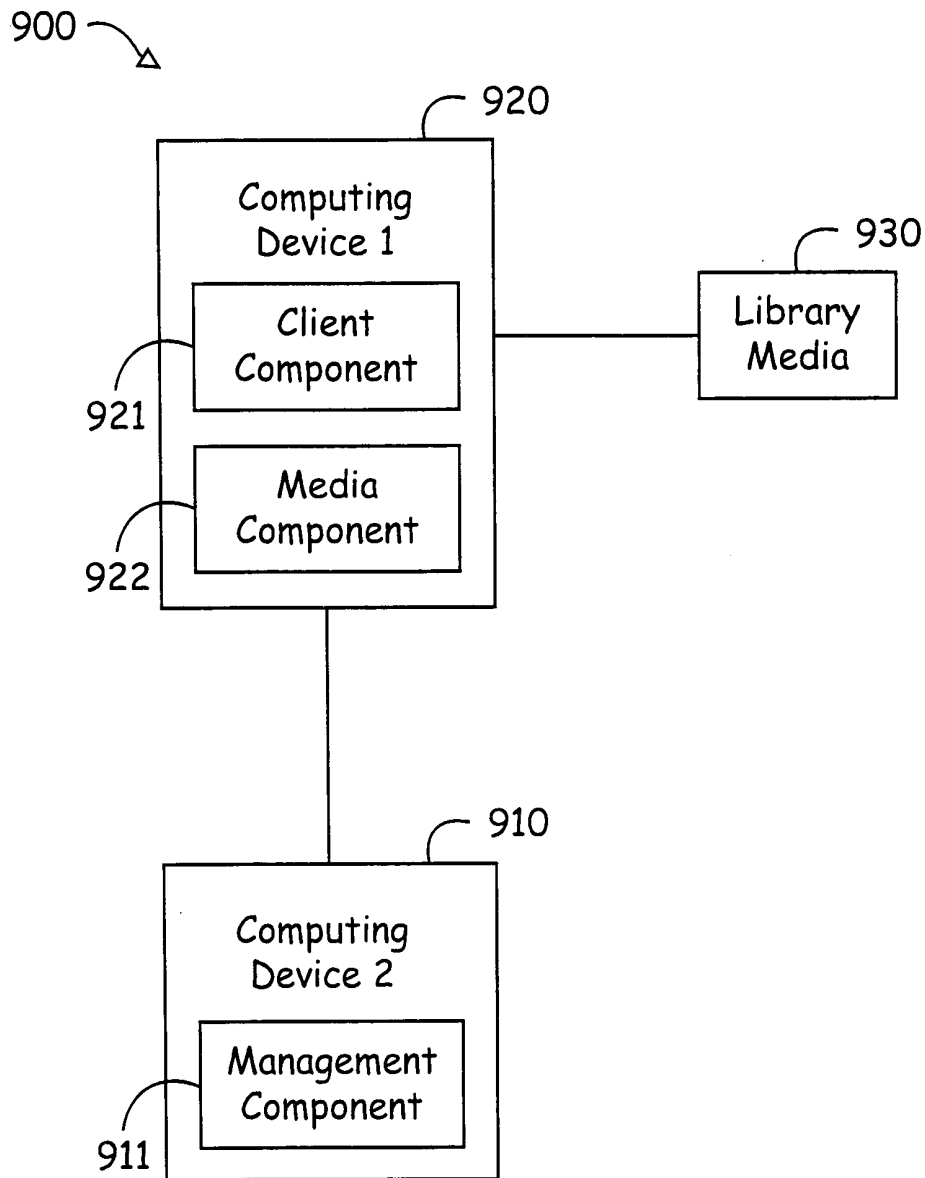 900
920
Computing
Device 1
930
Library
Media
Client
Component
921
Media
Component
922
910
Computing
Device 2
Management
Component
911